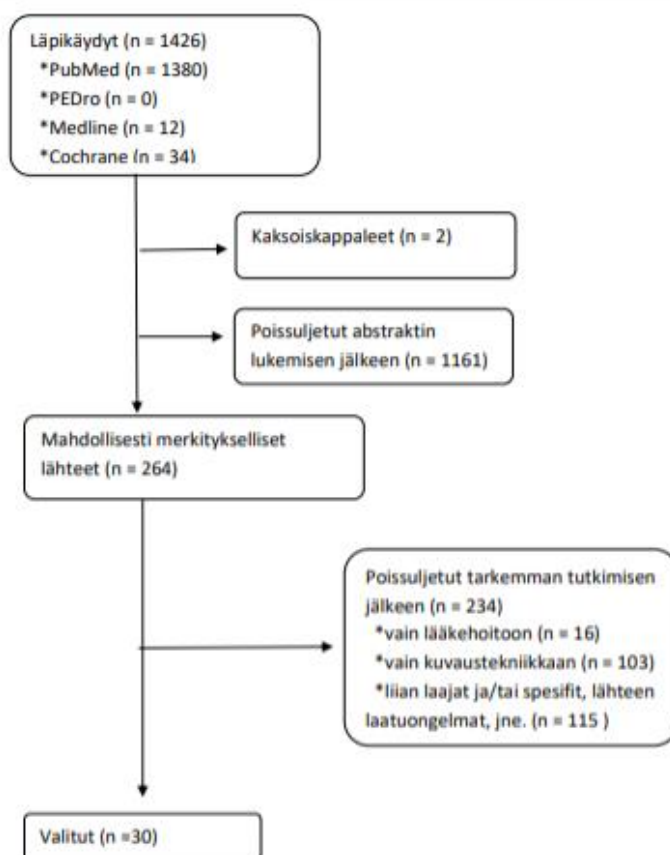 Läpikäydyt (n = 1426)
*PubMed (n = 1380)
*PEDro (n = 0)
*Medline (n = 12)
*Cochrane (n = 34)
Kaksoiskappaleet (n = 2)
Poissuljetut abstraktin
lukemisen jälkeen (n = 1161)
Mahdollisesti merkitykselliset
lähteet (n = 264)
Poissuljetut tarkemman tutkimisen
jälkeen (n = 234)
*vain lääkehoitoon (n = 16)
*vain kuvaustekniikkaan (n = 103)
*liian laajat ja/tai spesifit, lähteen
laatuongelmat, jne. (n = 115 )
Valitut (n =30)